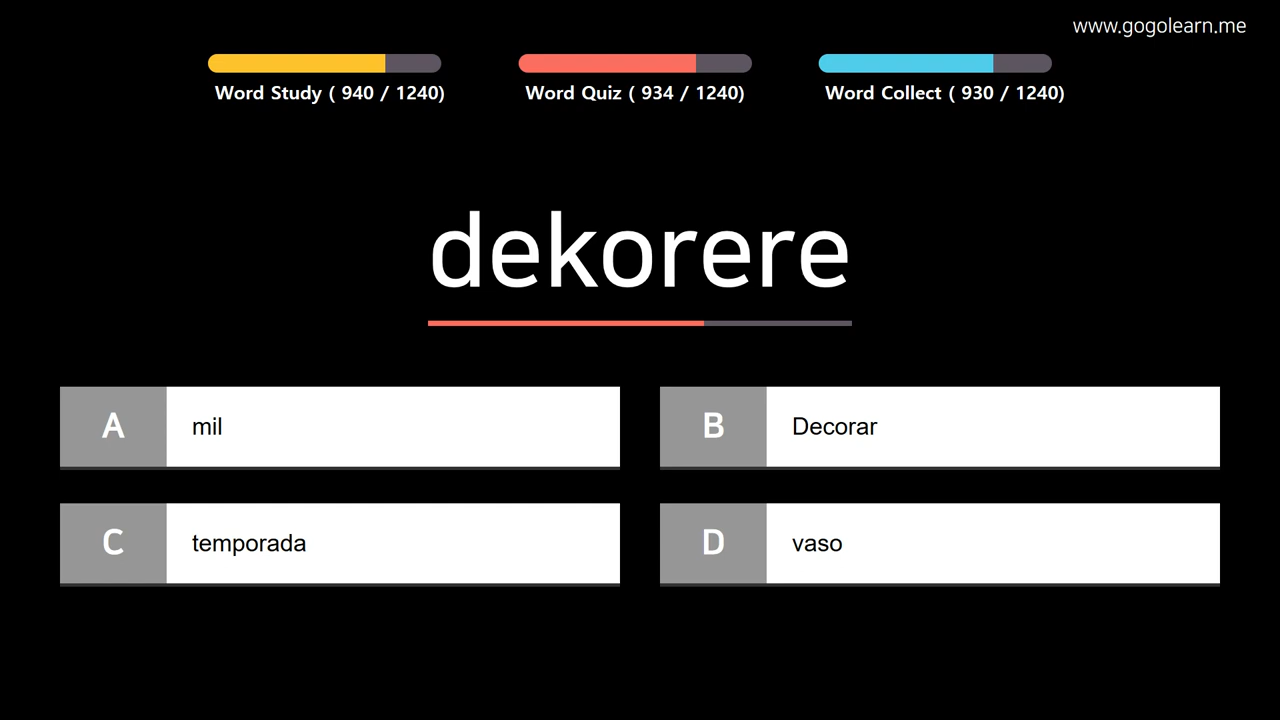 www.gogolearn.me
Word Study ( 940 / 1240)
Word Quiz ( 934 / 1240)
Word Collect ( 930 / 1240)
dekorere
A mil
B Decorar
C temporada
D vaso